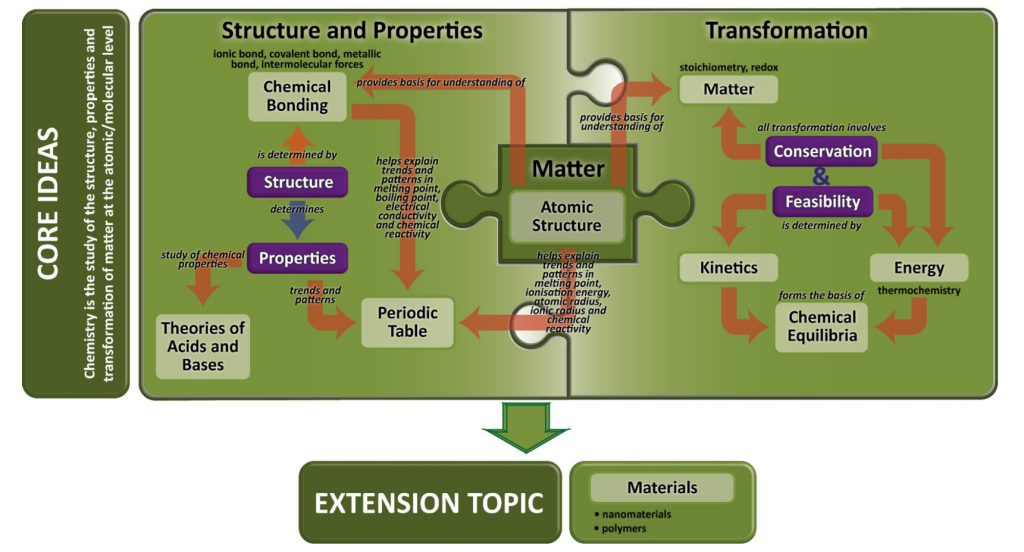 CORE IDEAS
Chemistry is the study of the structure, properties and
transformation of matter at the atomic/molecular level
Structure and Properties
ionic bond, covalent bond, metallic
bond, intermolecular forces
Chemical
Bonding
provides basis for understanding of
is determined by
Structure
determines
Properties
study of chemical
properties
trends and
patterns
Theories of
Acids and
Bases
helps explain
trends and
patterns in
melting point,
boiling point,
electrical
conductivity
and chemical
reactivity
Periodic
Table
Matter
Atomic
Structure
helps explain
trends and
patterns in
melting point,
ionisation energy,
atomic radius,
ionic radius and
chemical
reactivity
Transformation
stoichiometry, redox
Matter
provides basis for
understanding of
all transformation involves
Conservation
&
Feasibility
is determined by
Kinetics
Energy
thermochemistry
forms the basis of
Chemical
Equilibria
EXTENSION TOPIC
Materials
• nanomaterials
• polymers